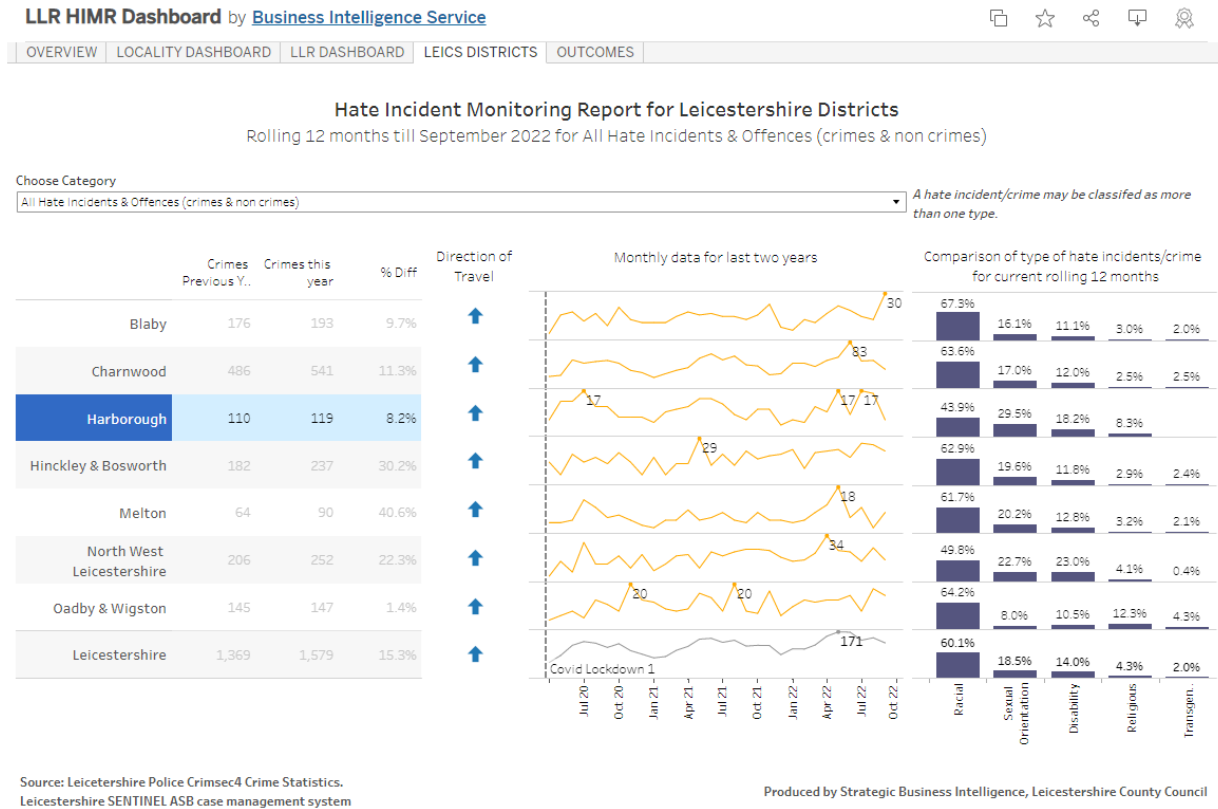 LLR HIMR Dashboard by Business Intelligence Service
OVERVIEW LOCALITY DASHBOARD LLR DASHBOARD LEICS DISTRICTS OUTCOMES
Hate Incident Monitoring Report for Leicestershire Districts
Rolling 12 months till September 2022 for All Hate Incidents & Offences (crimes & non crimes)
Choose Category
All Hate Incidents & Offences (crimes & non crimes)
A hate incident/crime may be classifed as more
than one type.
Crimes Previous Y.. Crimes this year % Diff
Direction of Travel
Monthly data for last two years
Comparison of type of hate incidents/crime
for current rolling 12 months
Blaby 176 193 9.7% 30 67.3% 16.1% 11.1% 3.0% 2.0%
Charnwood 486 541 11.3% 83 63.6% 17.0% 12.0% 2.5% 2.5%
Harborough 110 119 8.2% 17 17 17 43.9% 29.5% 18.2% 8.3%
Hinckley & Bosworth 182 237 30.2% 29 62.9% 19.6% 11.8% 2.9% 2.4%
Melton 64 90 40.6% 18 61.7% 20.2% 12.8% 3.2% 2.1%
North West
Leicestershire 206 252 22.3% 34 49.8% 22.7% 23.0% 4.1% 0.4%
Oadby & Wigston 145 147 1.4% 20 20 64.2% 8.0% 10.5% 12.3% 4.3%
Leicestershire 1,369 1,579 15.3% 171 60.1% 18.5% 14.0% 4.3% 2.0%
Covid Lockdown 1
Jul 20 Oct 20 Jan 21 Apr 21 Jul 21 Oct 21 Jan 22 Apr 22 Jul 22 Oct 22
Racial
Sexual
Orientation
Disability
Religious
Transgen..
Source: Leicetershire Police Crimsec4 Crime Statistics.
Leicestershire SENTINEL ASB case management system
Produced by Strategic Business Intelligence, Leicestershire County Council